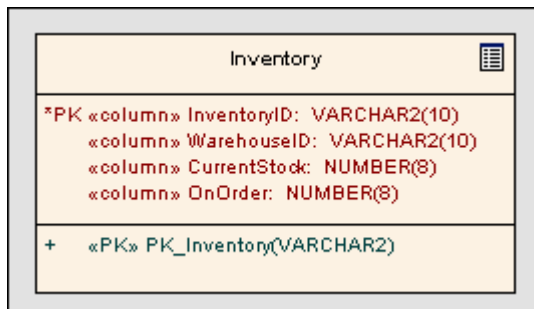 Inventory
*PK «column» InventoryID: VARCHAR2(10)
«column» WarehouseID: VARCHAR2(10)
«column» CurrentStock: NUMBER(8)
«column» OnOrder: NUMBER(8)
+ «PK» PK_Inventory(VARCHAR2)